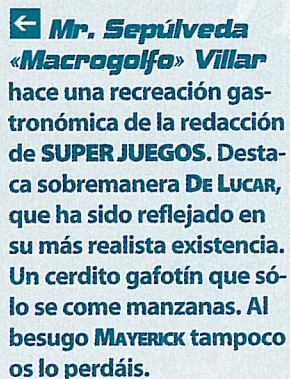 Mr. Sepúlveda
«Macrogolfo» Villar
hace una recreación gas-
tronómica de la redacción
de SUPER JUEGOS. Desta-
ca sobremanera DE LUCAR,
que ha sido reflejado en
su más realista existencia.
Un cerdito gafotín que só-
lo se come manzanas. Al
besugo MAYERICK tampoco
os lo perdáis.